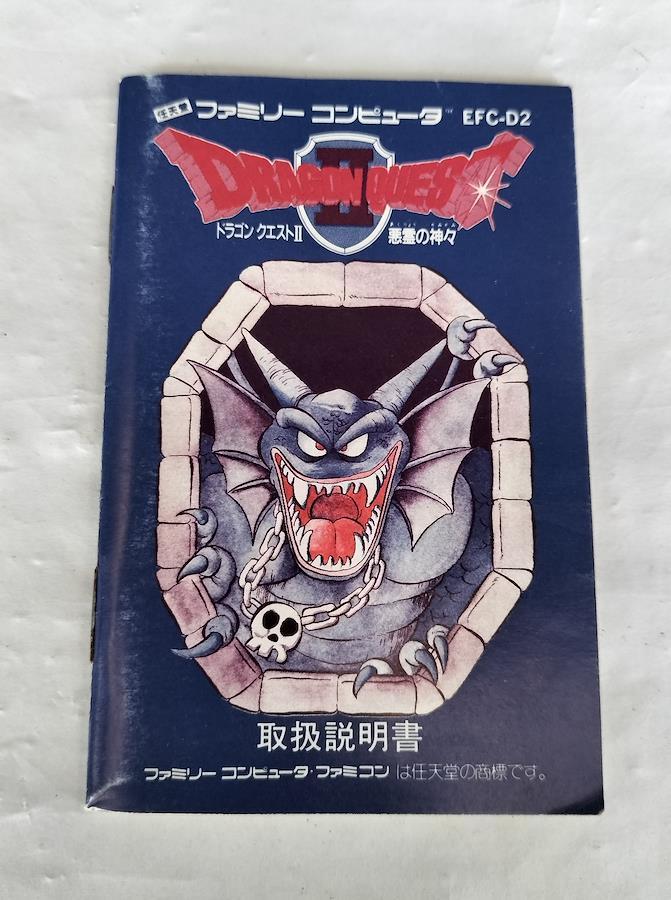 任天堂 ファミリー コンピュータ™ EFC-D2
DRAGON QUEST
II
ドラゴン クエストII 悪霊の神々
取扱説明書
ファミリー コンピュータ・ファミコン は任天堂の商標です。